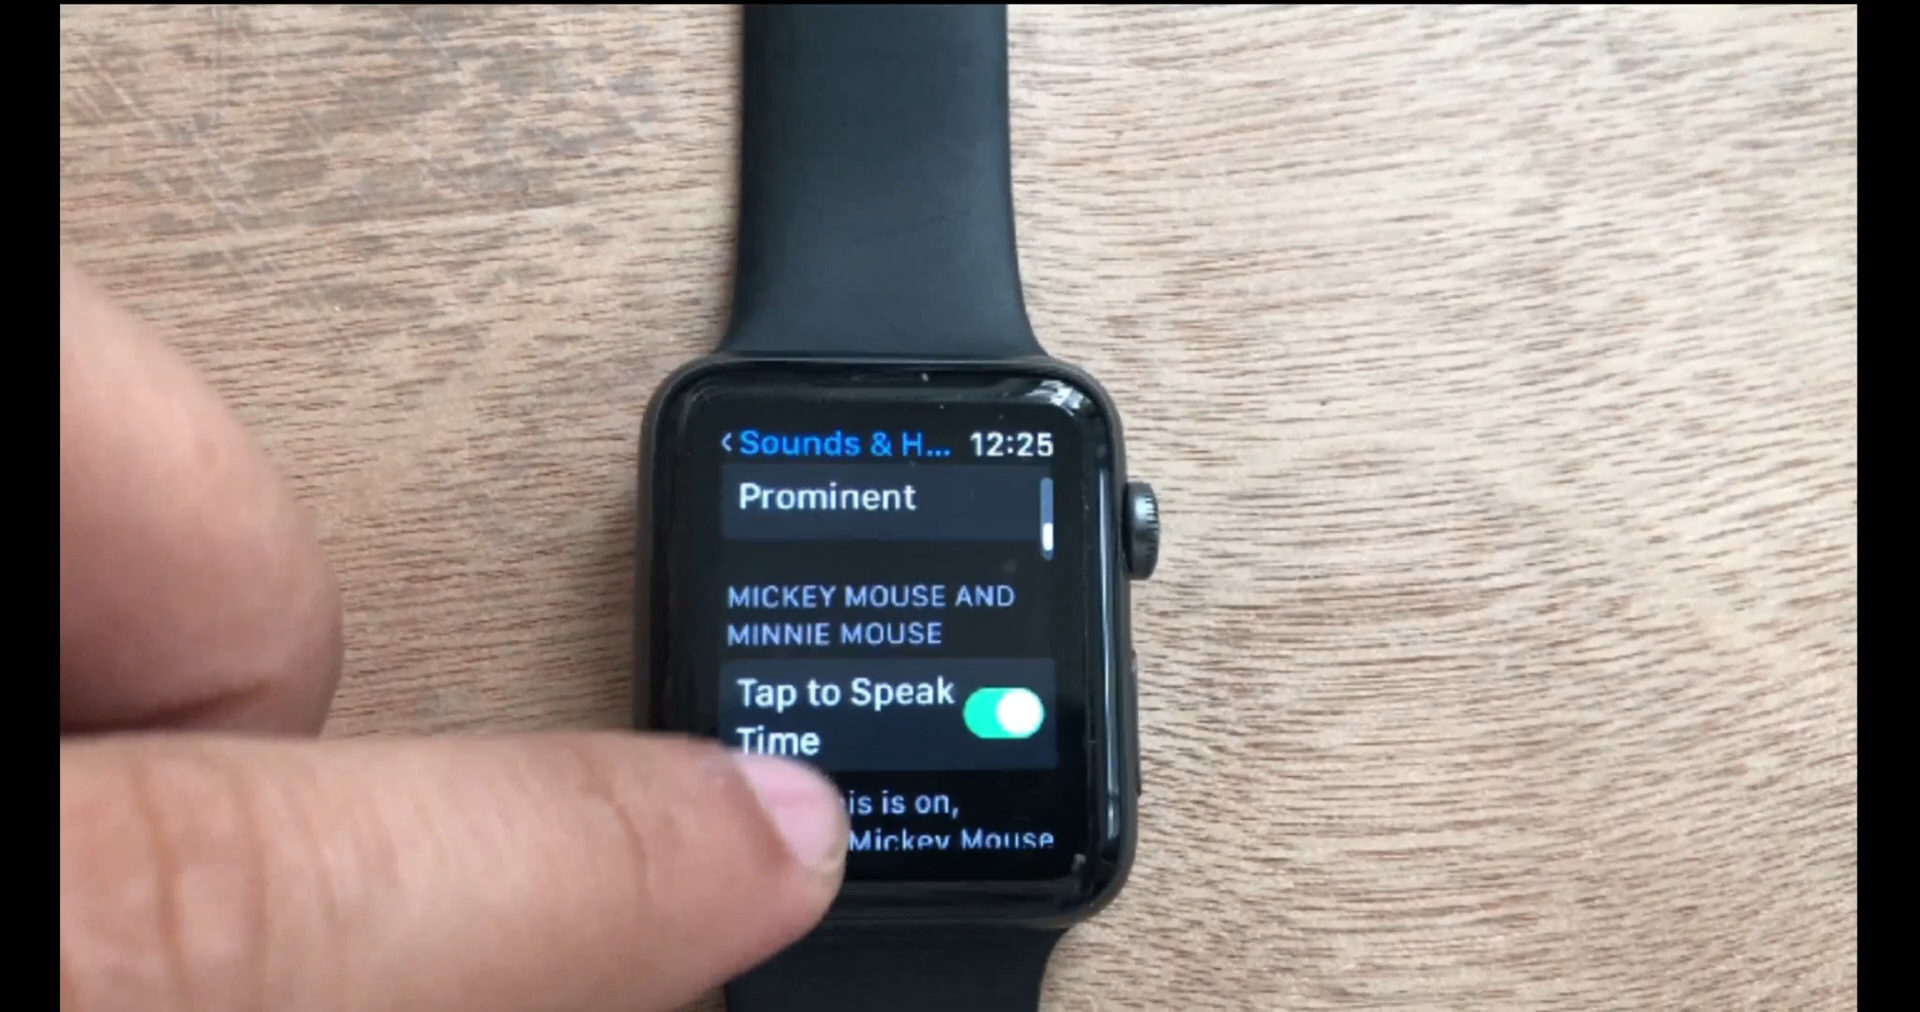 < Sounds & H... 12:25
Prominent
MICKEY MOUSE AND
MINNIE MOUSE
Tap to Speak
Time
is is on,
Mickey Mouse